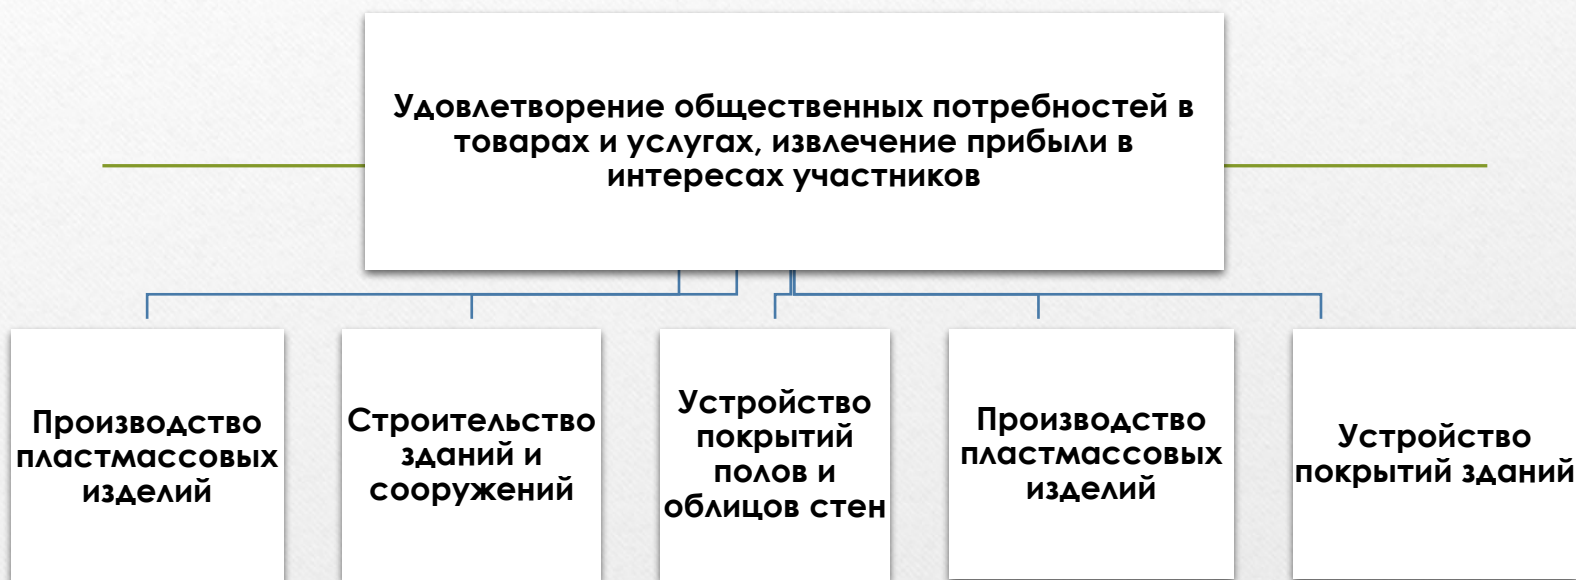 Удовлетворение общественных потребностей в
товарах и услугах, извлечение прибыли в
интересах участников
Производство
пластмассовых
изделий
Строительство
зданий и
сооружений
Устройство
покрытий
полов и
облицов стен
Производство
пластмассовых
изделий
Устройство
покрытий зданий